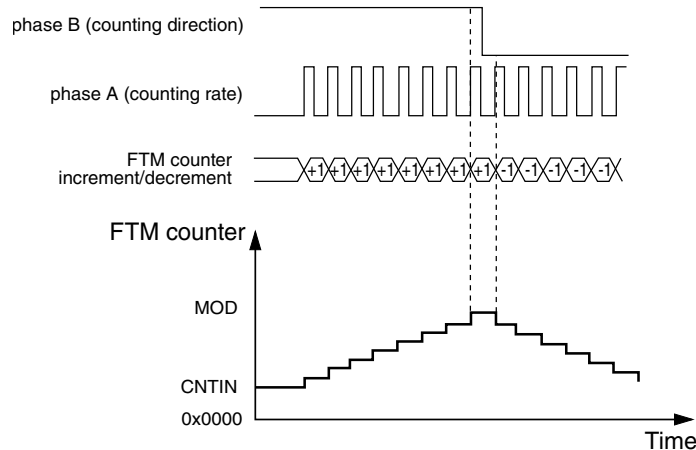 phase B (counting direction)
phase A (counting rate)
FTM counter
increment/decrement
+1 +1 +1 +1 +1 +1 +1 +1 -1 -1 -1 -1 -1
FTM counter
MOD
CNTIN
0x0000
Time